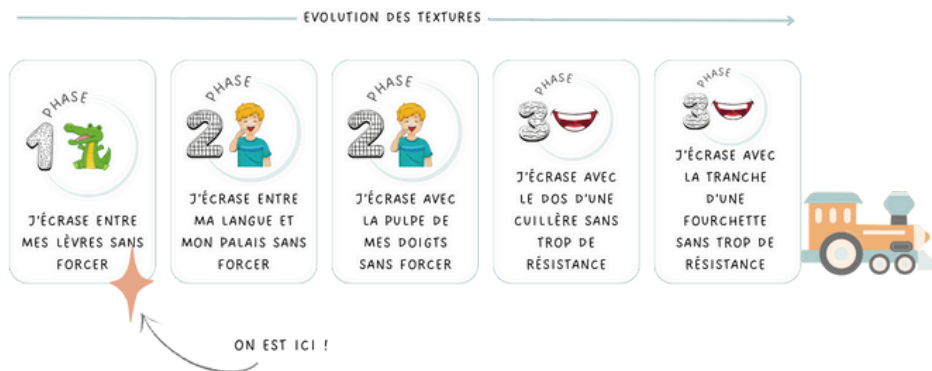 EVOLUTION DES TEXTURES
PHASE
1
J'ÉCRASE ENTRE
MES LÈVRES SANS
FORCER
PHASE
2
J'ÉCRASE ENTRE
MA LANGUE ET
MON PALAIS SANS
FORCER
PHASE
2
J'ÉCRASE AVEC
LA PULPE DE
MES DOIGTS
SANS FORCER
PHASE
3
J'ÉCRASE AVEC
LE DOS D'UNE
CUILLÈRE SANS
TROP DE
RÉSISTANCE
PHASE
3
J'ÉCRASE AVEC
LA TRANCHE
D'UNE
FOURCHETTE
SANS TROP DE
RÉSISTANCE
ON EST ICI !